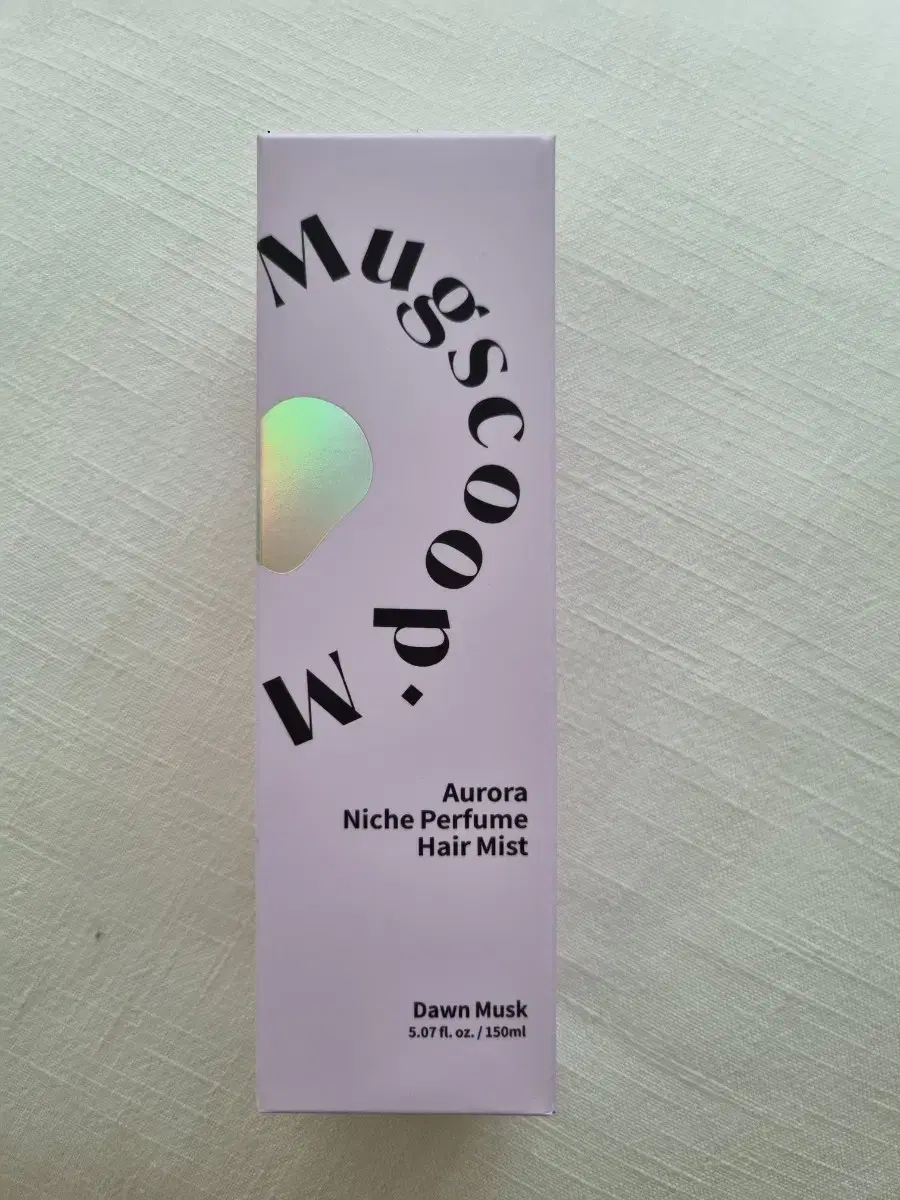 Mugscoop. M
Aurora
Niche Perfume
Hair Mist
Dawn Musk
5.07 fl. oz. / 150ml